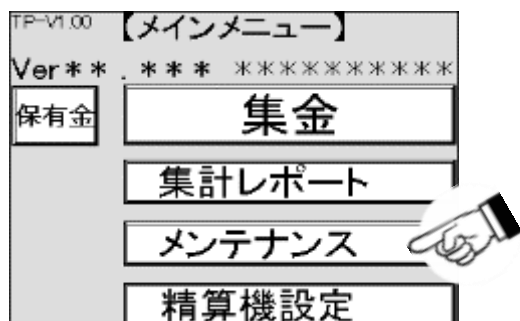 TP-V1.00 【メインメニュー】
Ver**.*** **********
保有金 集金
集計レポート
メンテナンス
精算機設定